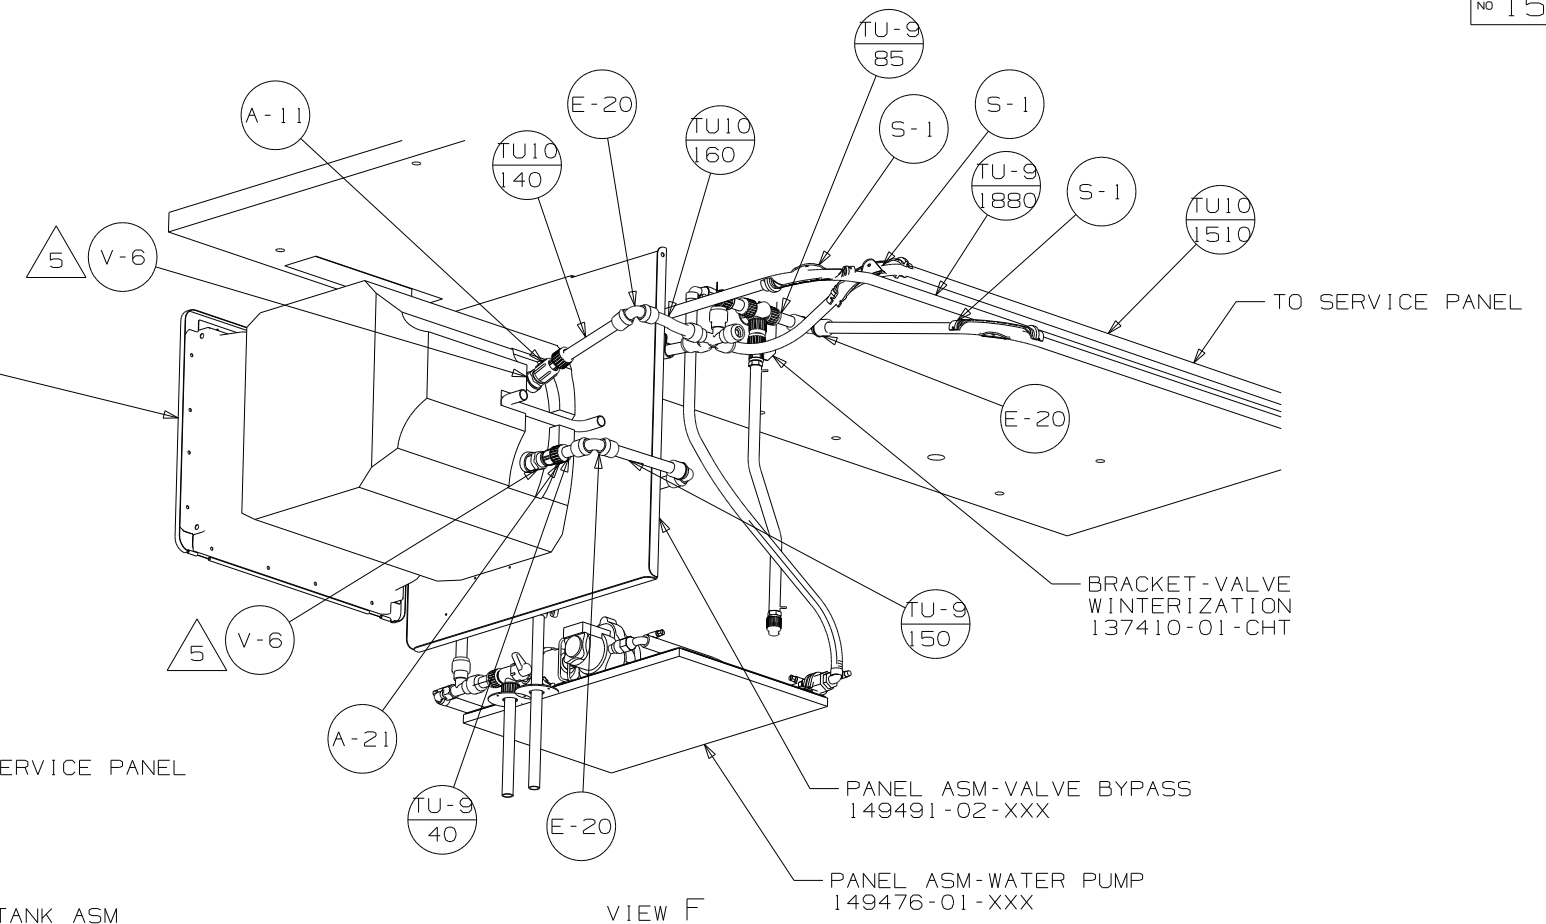 NO 15
TU-9
85
A-11
E-20
S-1
S-1
TU10
160
TU10
140
TU-9
1880
S-1
TU10
1510
5
V-6
TO SERVICE PANEL
E-20
BRACKET-VALVE
WINTERIZATION
137410-01-CHT
TU-9
150
5
V-6
A-21
ERVICE PANEL
PANEL ASM-VALVE BYPASS
149491-02-XXX
TU-9
40
E-20
PANEL ASM-WATER PUMP
149476-01-XXX
TANK ASM
VIEW F